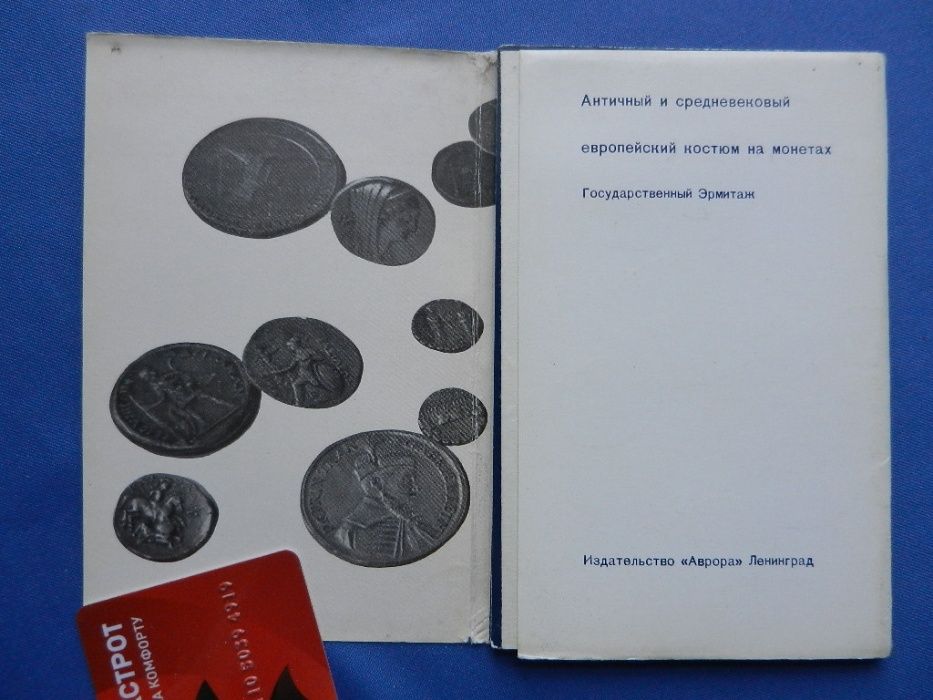 Античный и средневековый
европейский костюм на монетах
Государственный Эрмитаж
Издательство «Аврора» Ленинград
СТРОТ
А КОМФОРТУ